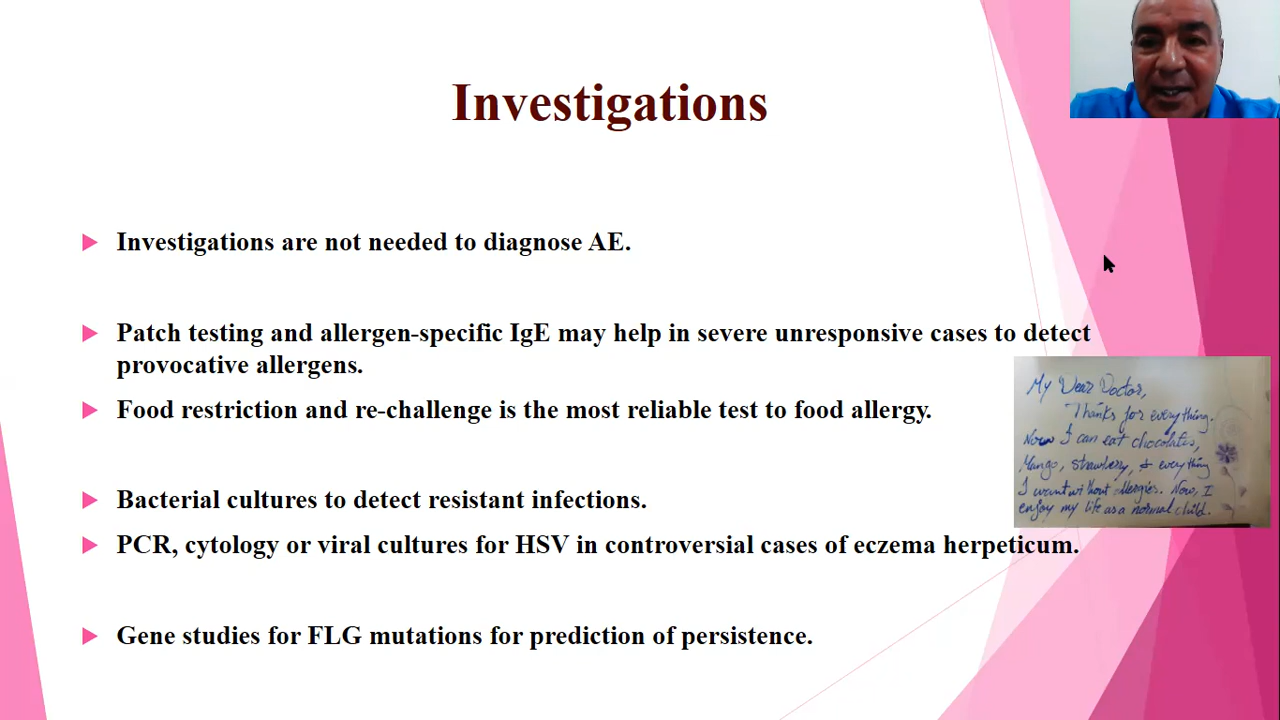 Investigations
Investigations are not needed to diagnose AE.
Patch testing and allergen-specific IgE may help in severe unresponsive cases to detect
provocative allergens.
Food restriction and re-challenge is the most reliable test to food allergy.
Bacterial cultures to detect resistant infections.
PCR, cytology or viral cultures for HSV in controversial cases of eczema herpeticum.
Gene studies for FLG mutations for prediction of persistence.
My Dear Doctor,
Thanks for everything.
Now I can eat chocolates,
Mango, strawberry, & everything
I want without allergies. Now, I
enjoy my life as a normal child.